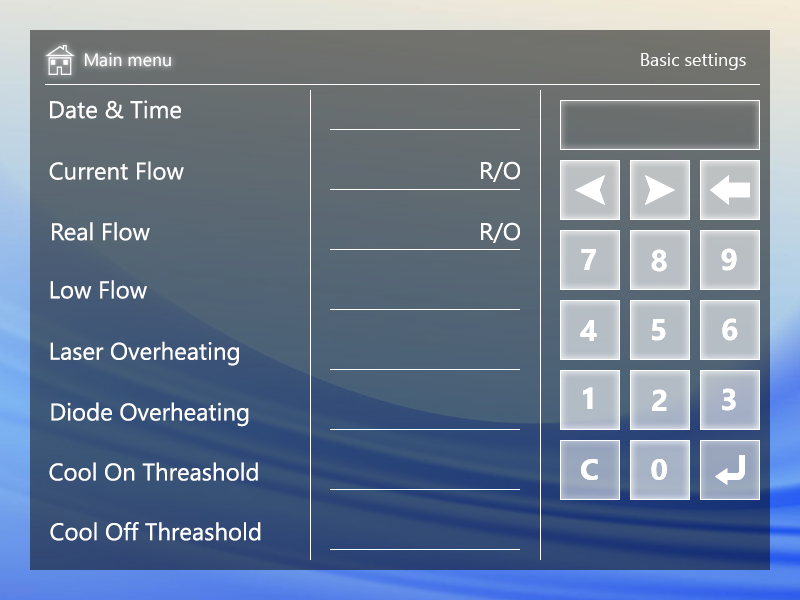 Main menu
Basic settings
Date & Time
Current Flow R/O
Real Flow R/O
Low Flow
Laser Overheating
Diode Overheating
Cool On Threashold
Cool Off Threashold
7 8 9
4 5 6
1 2 3
C 0